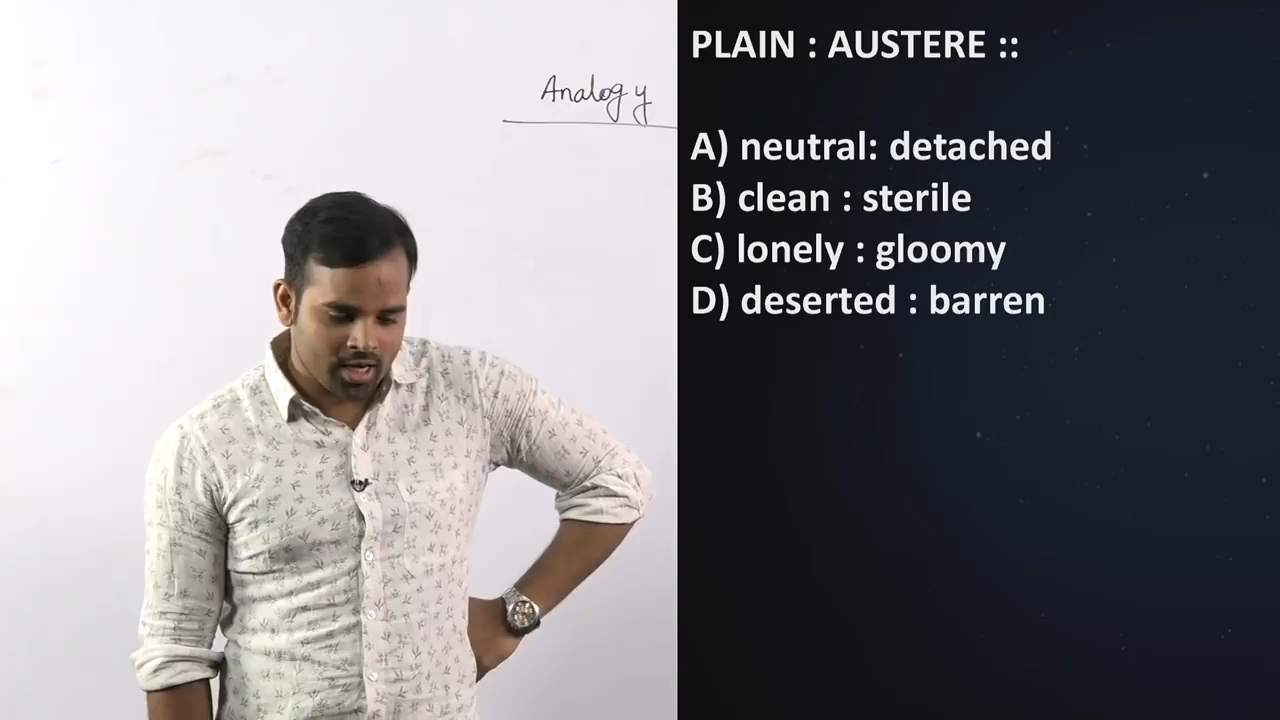 Analogy
PLAIN : AUSTERE ::
A) neutral: detached
B) clean : sterile
C) lonely : gloomy
D) deserted : barren